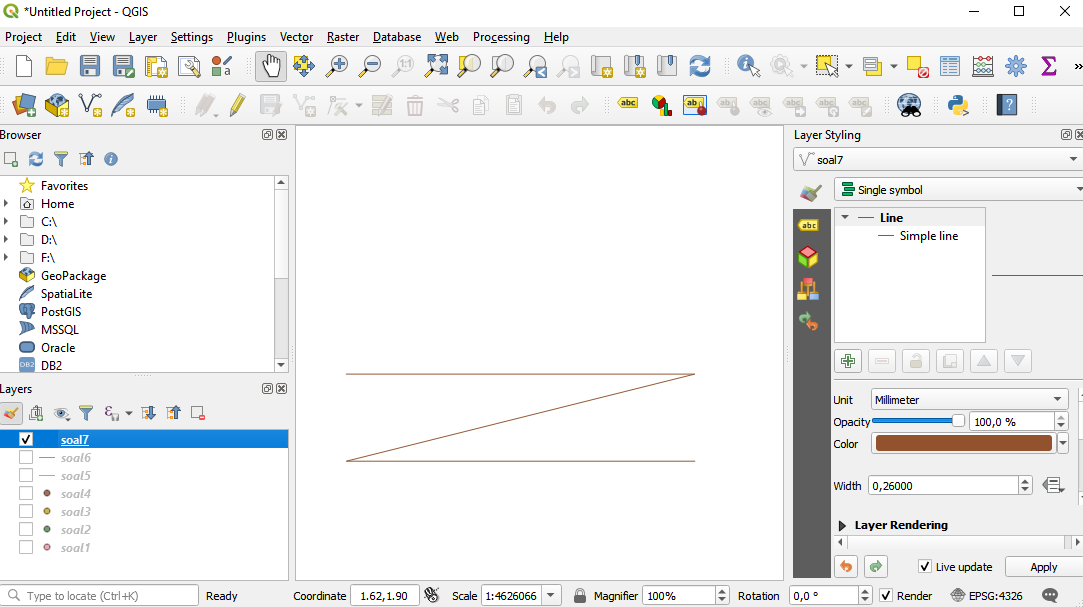 *Untitled Project - QGIS
Project Edit View Layer Settings Plugins Vector Raster Database Web Processing Help
abc
Browser
Favorites
Home
C:\
D:\
F:\
GeoPackage
SpatiaLite
PostGIS
MSSQL
Oracle
DB2 DB2
Layers
soal7
soal6
soal5
soal4
soal3
soal2
soal1
Layer Styling
soal7
Single symbol
abc
Line
Simple line
Unit Millimeter
Opacity 100,0 %
Color
Width 0,26000
Layer Rendering
Live update Apply
Type to locate (Ctrl+K) Ready Coordinate 1.62,1.90 Scale 1:4626066 Magnifier 100% Rotation 0,0 ° Render EPSG:4326